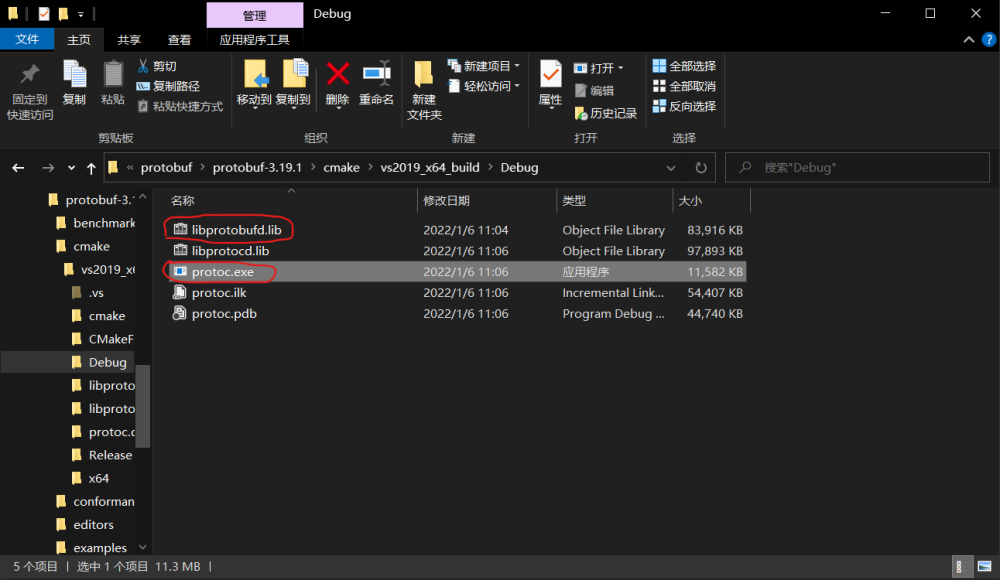 管理
Debug
文件
主页
共享
查看
应用程序工具
固定到
快速访问
复制
粘贴
剪切
复制路径
粘贴快捷方式
剪贴板
移动到
复制到
删除
重命名
组织
新建
文件夹
新建项目
轻松访问
新建
属性
打开
编辑
历史记录
打开
全部选择
全部取消
反向选择
选择
« protobuf > protobuf-3.19.1 > cmake > vs2019_x64_build > Debug
搜索"Debug"
名称 修改日期 类型 大小
libprotobufd.lib 2022/1/6 11:04 Object File Library 83,916 KB
libprotocd.lib 2022/1/6 11:06 Object File Library 97,893 KB
protoc.exe 2022/1/6 11:06 应用程序 11,582 KB
protoc.ilk 2022/1/6 11:06 Incremental Link... 54,407 KB
protoc.pdb 2022/1/6 11:06 Program Debug ... 44,740 KB
protobuf-3.
benchmark
cmake
vs2019_x
.vs
cmake
CMakeF
Debug
libproto
libproto
protoc.
Release
x64
conforman
editors
examples
5 个项目 | 选中 1 个项目 11.3 MB |